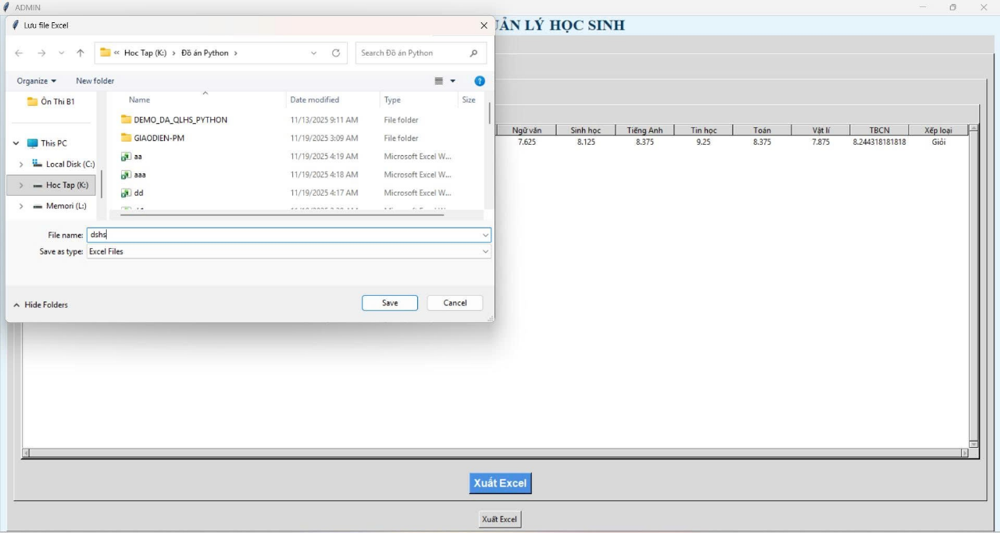 ADMIN
Lưu file Excel
UẢN LÝ HỌC SINH
« Hoc Tap (K:) > Đồ án Python >
Search Đồ án Python
Organize
New folder
Ôn Thi B1
This PC
Local Disk (C:)
Hoc Tap (K:)
Memori (L:)
Name Date modified Type Size
DEMO_DA_QLHS_PYTHON 11/13/2025 9:11 AM File folder
GIAODIEN-PM 11/19/2025 3:09 AM File folder
aa 11/19/2025 4:19 AM Microsoft Excel W...
aaa 11/19/2025 4:18 AM Microsoft Excel W...
dd 11/19/2025 4:17 AM Microsoft Excel W...
File name: dshs
Save as type: Excel Files
Hide Folders
Save
Cancel
Ngữ văn Sinh học Tiếng Anh Tin học Toán Vật lí TBCN Xếp loại
7.625 8.125 8.375 9.25 8.375 7.875 8.244318181818 Giỏi
Xuất Excel
Xuất Excel